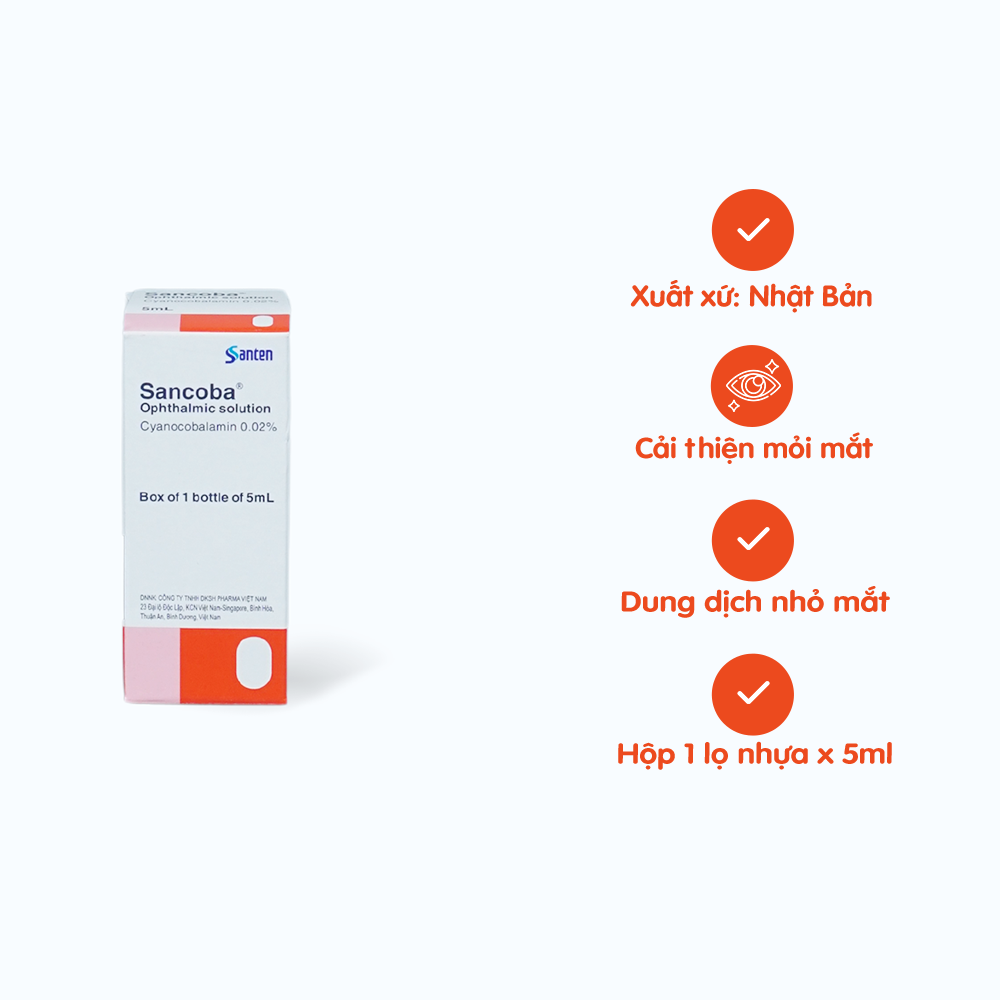 Sancoba®
Ophthalmic solution
Cyanocobalamin 0.02%
5mL
Santen
Sancoba®
Ophthalmic solution
Cyanocobalamin 0.02%
Box of 1 bottle of 5mL
DNNK: CÔNG TY TNHH DKSH PHARMA VIỆT NAM
23 Đại lộ Độc Lập, KCN Việt Nam-Singapore, Bình Hòa,
Thuận An, Bình Dương, Việt Nam
Xuất xứ: Nhật Bản
Cải thiện mỏi mắt
Dung dịch nhỏ mắt
Hộp 1 lọ nhựa x 5ml